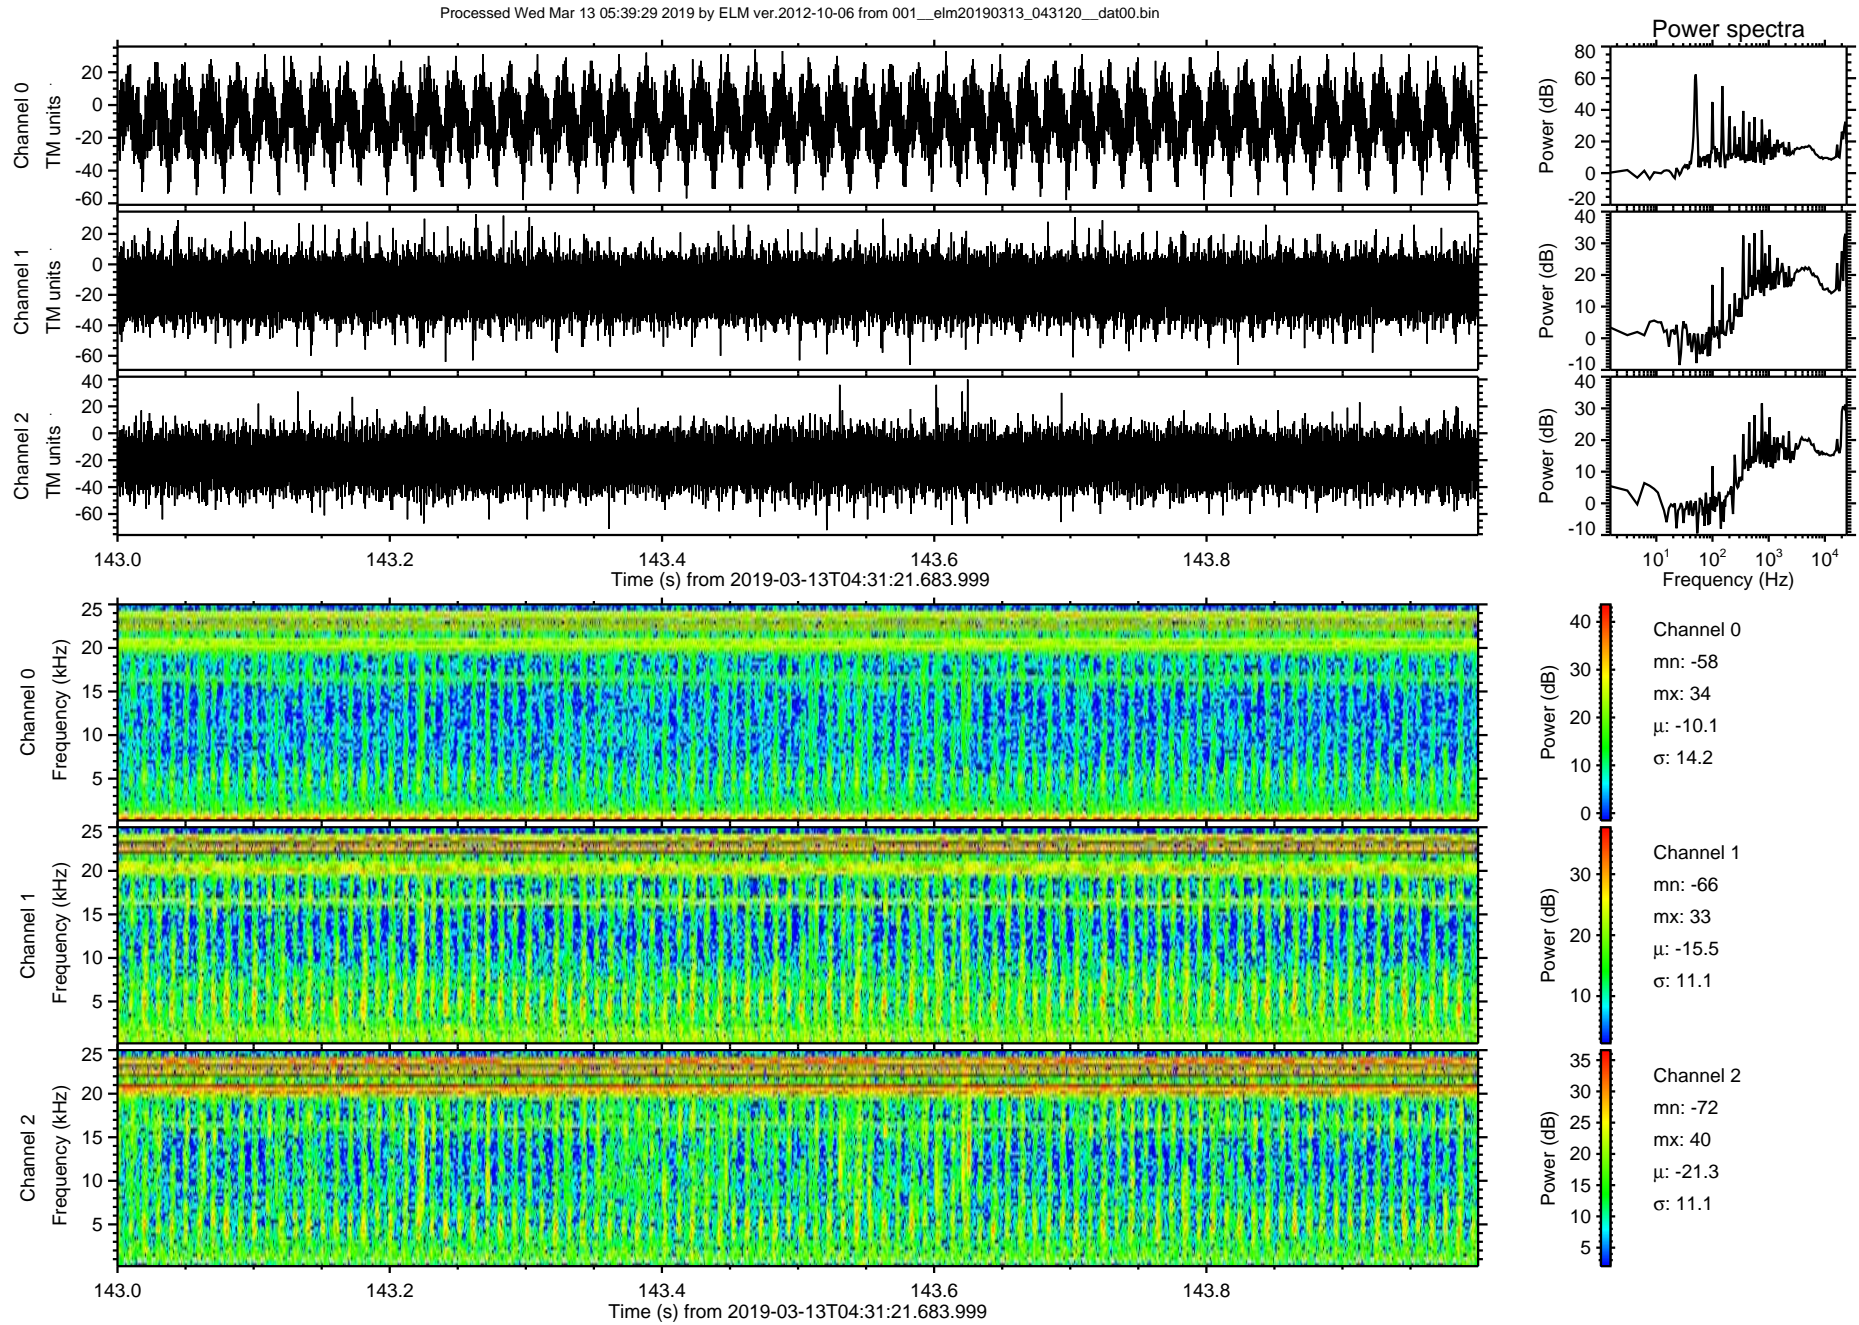 Processed Wed Mar 13 05:39:29 2019 by ELM ver.2012-10-06 from 001__elm20190313_043120__dat00.bin
Power spectra
Channel 0
TM units
20
0
-20
-40
-60
Power (dB)
80
60
40
20
0
-20
Channel 1
TM units
20
0
-20
-40
-60
Power (dB)
40
30
20
10
0
-10
Channel 2
TM units
40
20
0
-20
-40
-60
Power (dB)
40
30
20
10
0
-10
143.0 143.2 143.4 143.6 143.8
Time (s) from 2019-03-13T04:31:21.683.999
10^1 10^2 10^3 10^4
Frequency (Hz)
Channel 0
Frequency (kHz)
25
20
15
10
5
Power (dB)
40
30
20
10
0
Channel 0
mn: -58
mx: 34
μ: -10.1
σ: 14.2
Channel 1
Frequency (kHz)
25
20
15
10
5
Power (dB)
30
20
10
Channel 1
mn: -66
mx: 33
μ: -15.5
σ: 11.1
Channel 2
Frequency (kHz)
25
20
15
10
5
Power (dB)
35
30
25
20
15
10
5
Channel 2
mn: -72
mx: 40
μ: -21.3
σ: 11.1
143.0 143.2 143.4 143.6 143.8
Time (s) from 2019-03-13T04:31:21.683.999